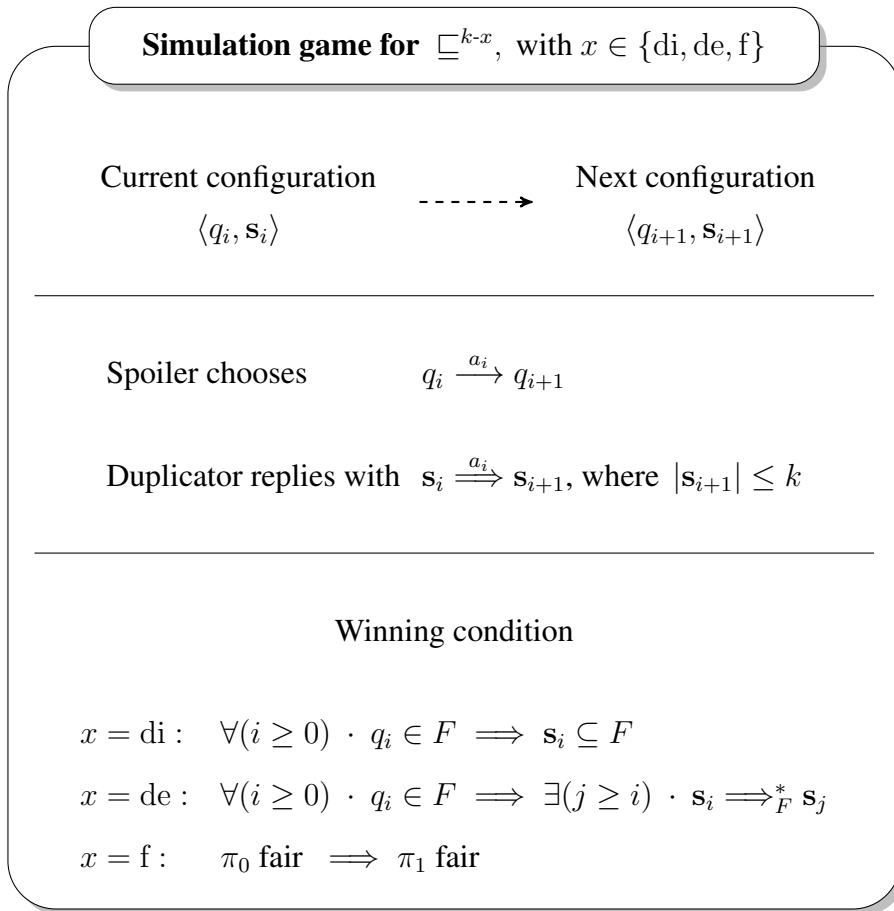 Simulation game for ⊑^{k-x}, with x ∈ {di, de, f}
Current configuration Next configuration
⟨q_i, s_i⟩ ⟨q_{i+1}, s_{i+1}⟩
Spoiler chooses q_i \xrightarrow{a_i} q_{i+1}
Duplicator replies with s_i \xRightarrow{a_i} s_{i+1}, where |s_{i+1}| ≤ k
Winning condition
x = di : ∀(i ≥ 0) · q_i ∈ F ⟹ s_i ⊆ F
x = de : ∀(i ≥ 0) · q_i ∈ F ⟹ ∃(j ≥ i) · s_i ⟹^*_F s_j
x = f : π_0 fair ⟹ π_1 fair